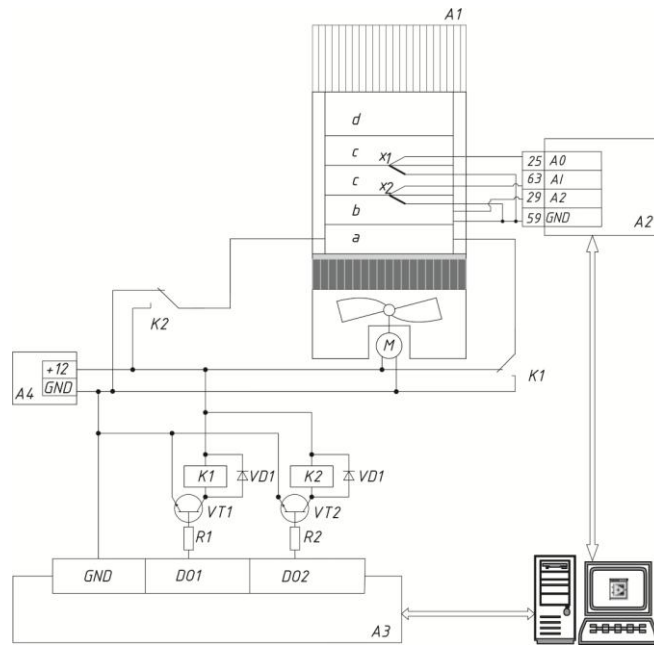 A1
d
c x1
c x2
b
a
25 A0
63 A1
29 A2
59 GND
A2
K2
M
K1
+12
GND
A4
K1 VD1
K2 VD1
VT1
VT2
R1
R2
GND DO1 DO2
A3